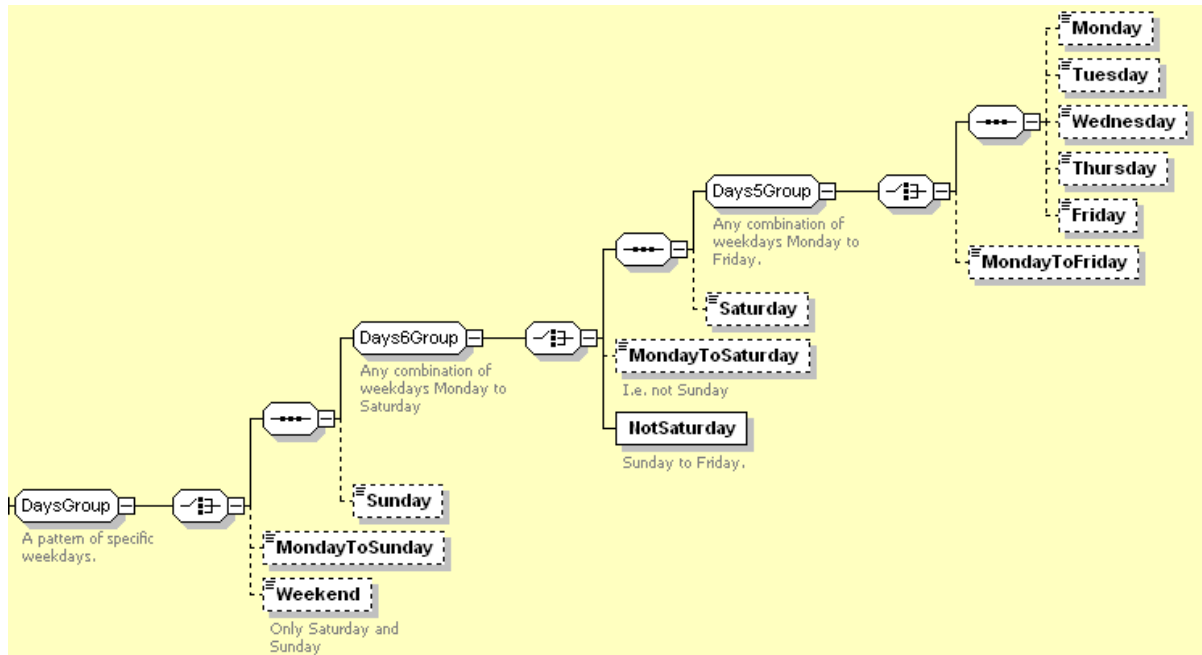 Monday
Tuesday
Wednesday
Thursday
Days5Group
Friday
Any combination of
weekdays Monday to
Friday.
MondayToFriday
Saturday
Days6Group
MondayToSaturday
Any combination of
weekdays Monday to
Saturday
I.e. not Sunday
NotSaturday
Sunday to Friday.
Sunday
DaysGroup
A pattern of specific
weekdays.
MondayToSunday
Weekend
Only Saturday and
Sunday